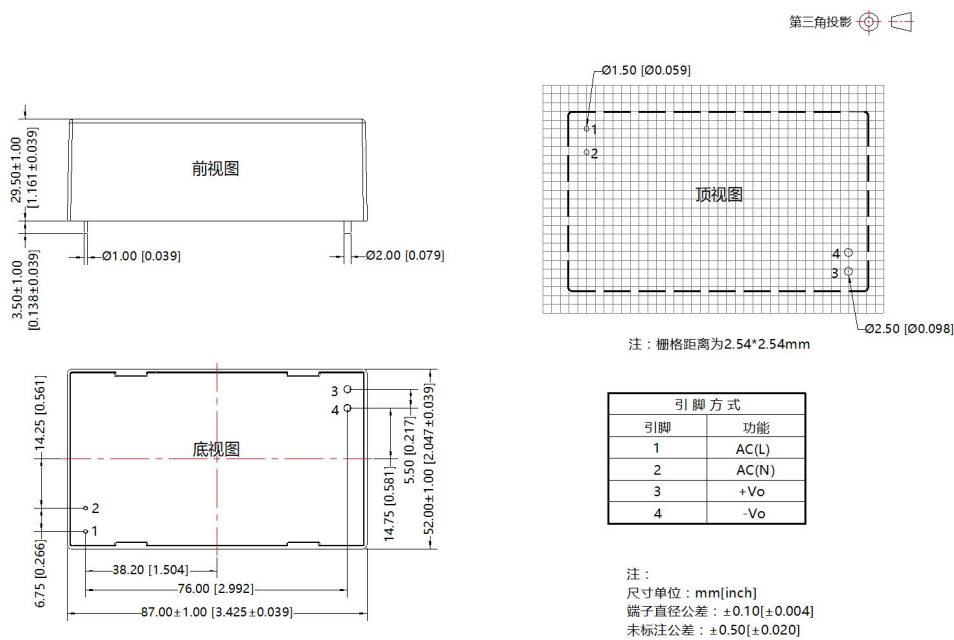 第三角投影
29.50±1.00
[1.161±0.039]
前视图
3.50±1.00
[0.138±0.039]
Ø1.00 [0.039]
Ø2.00 [0.079]
Ø1.50 [Ø0.059]
1
2
顶视图
4
3
Ø2.50 [Ø0.098]
注：栅格距离为2.54*2.54mm
14.25 [0.561]
6.75 [0.266]
底视图
3
4
2
1
5.50 [0.217]
14.75 [0.581]
52.00±1.00 [2.047±0.039]
38.20 [1.504]
76.00 [2.992]
87.00±1.00 [3.425±0.039]
引脚方式
引脚 功能
1 AC(L)
2 AC(N)
3 +Vo
4 -Vo
注：
尺寸单位：mm[inch]
端子直径公差：±0.10[±0.004]
未标注公差：±0.50[±0.020]